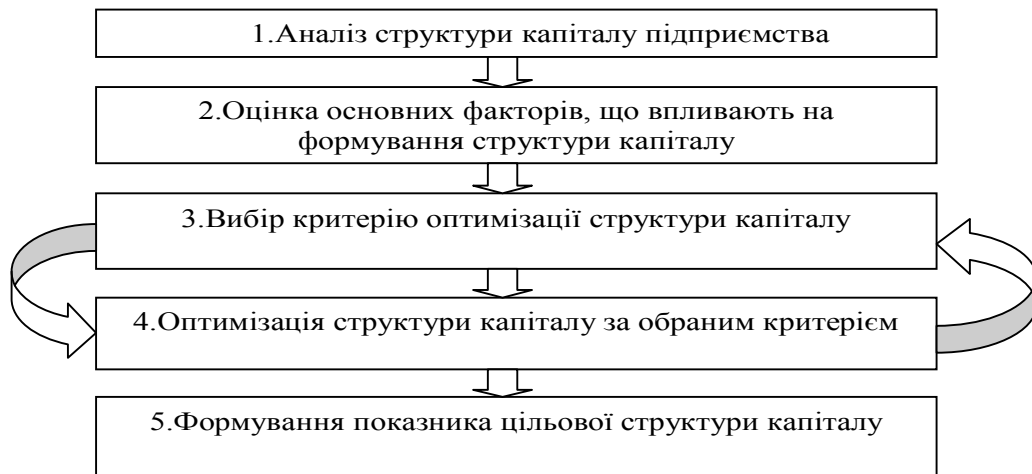 1.Аналіз структури капіталу підприємства
2.Оцінка основних факторів, що впливають на
формування структури капіталу
3.Вибір критерію оптимізації структури капіталу
4.Оптимізація структури капіталу за обраним критерієм
5.Формування показника цільової структури капіталу